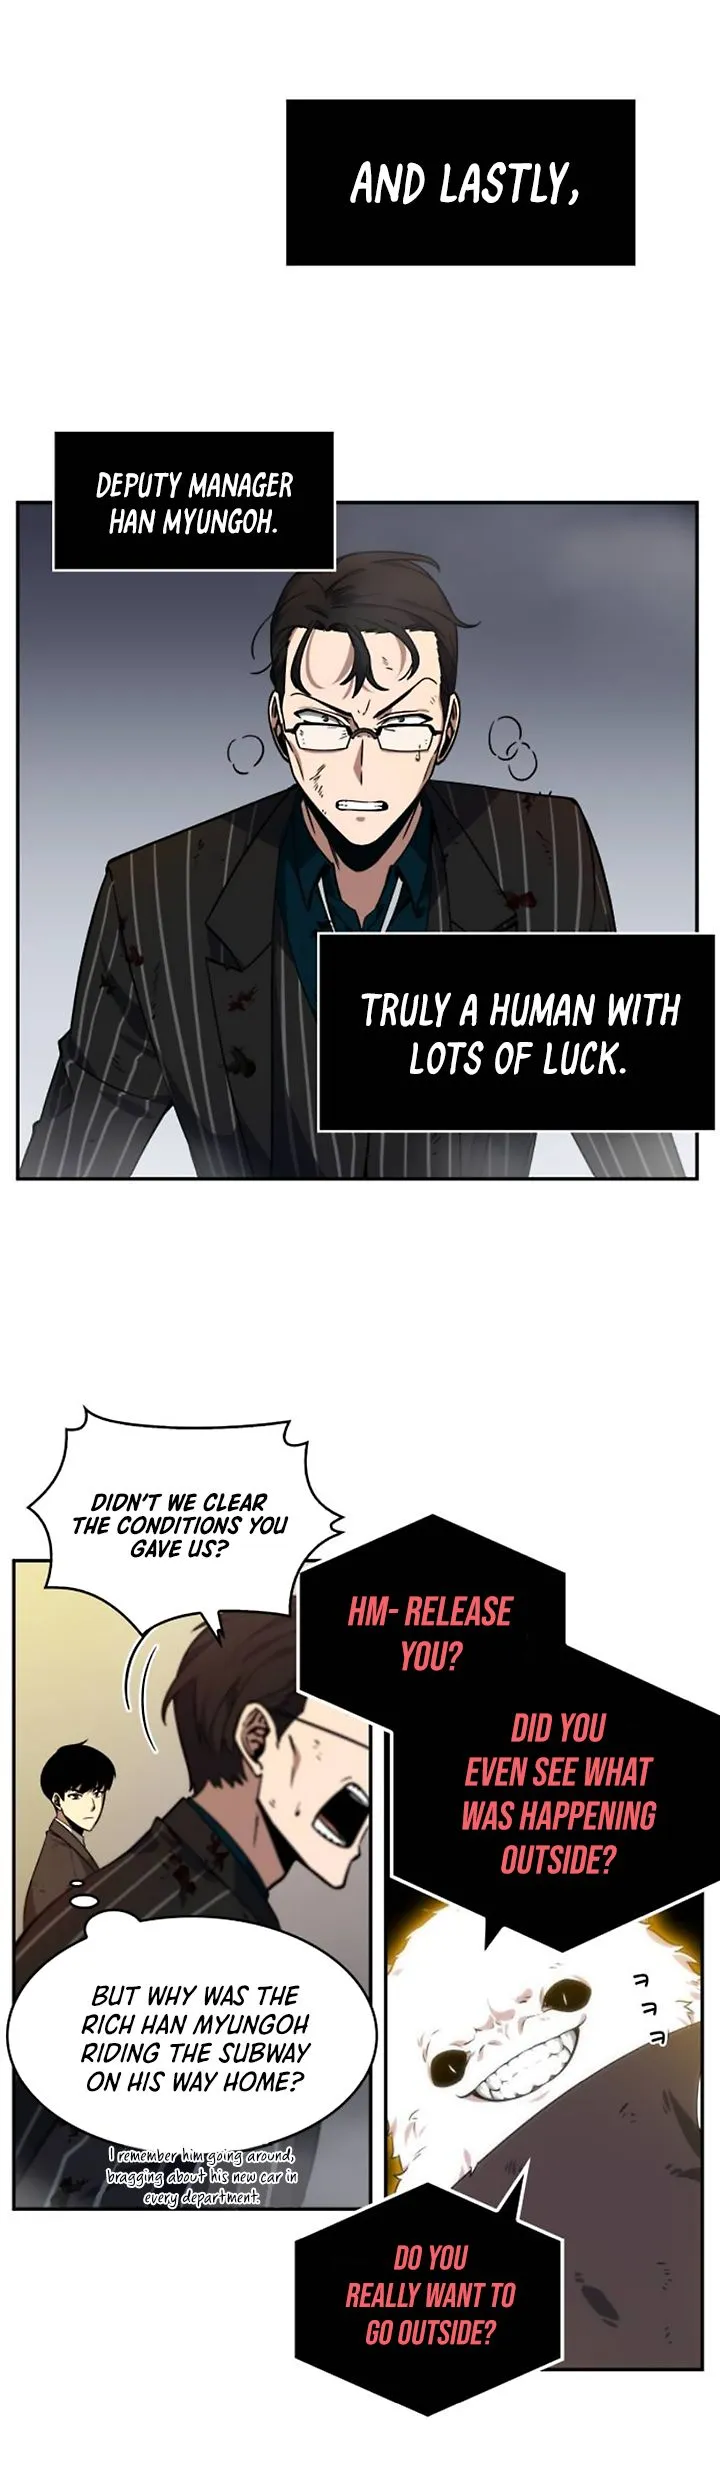 AND LASTLY,
DEPUTY MANAGER
HAN MYUNGOH.
TRULY A HUMAN WITH
LOTS OF LUCK.
DIDN'T WE CLEAR
THE CONDITIONS YOU
GAVE US?
HM- RELEASE
YOU?
DID YOU
EVEN SEE WHAT
WAS HAPPENING
OUTSIDE?
BUT WHY WAS THE
RICH HAN MYUNGOH
RIDING THE SUBWAY
ON HIS WAY HOME?
I remember him going around,
bragging about his new car in
every department.
ㅋ
ㅋ
ㅋ
DO YOU
REALLY WANT TO
GO OUTSIDE?